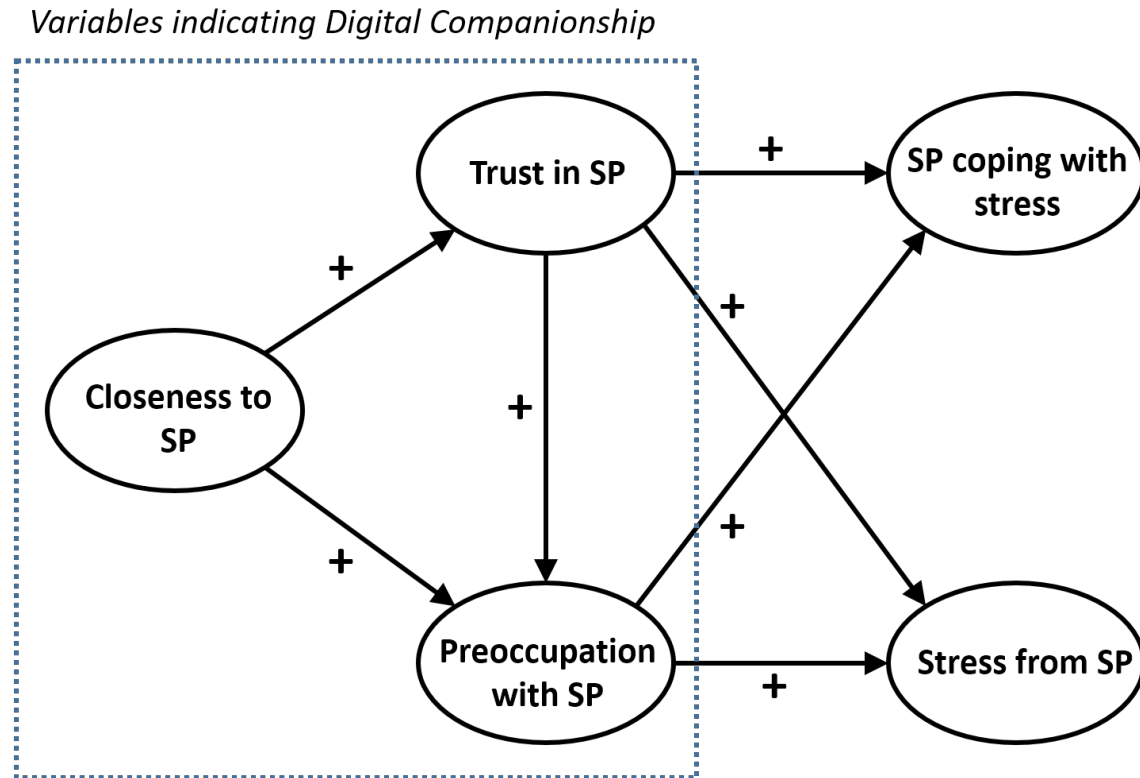 Variables indicating Digital Companionship
Trust in SP
+
SP coping with
stress
+
+
Closeness to
SP
+
+
+
Preoccupation
with SP
+
Stress from SP